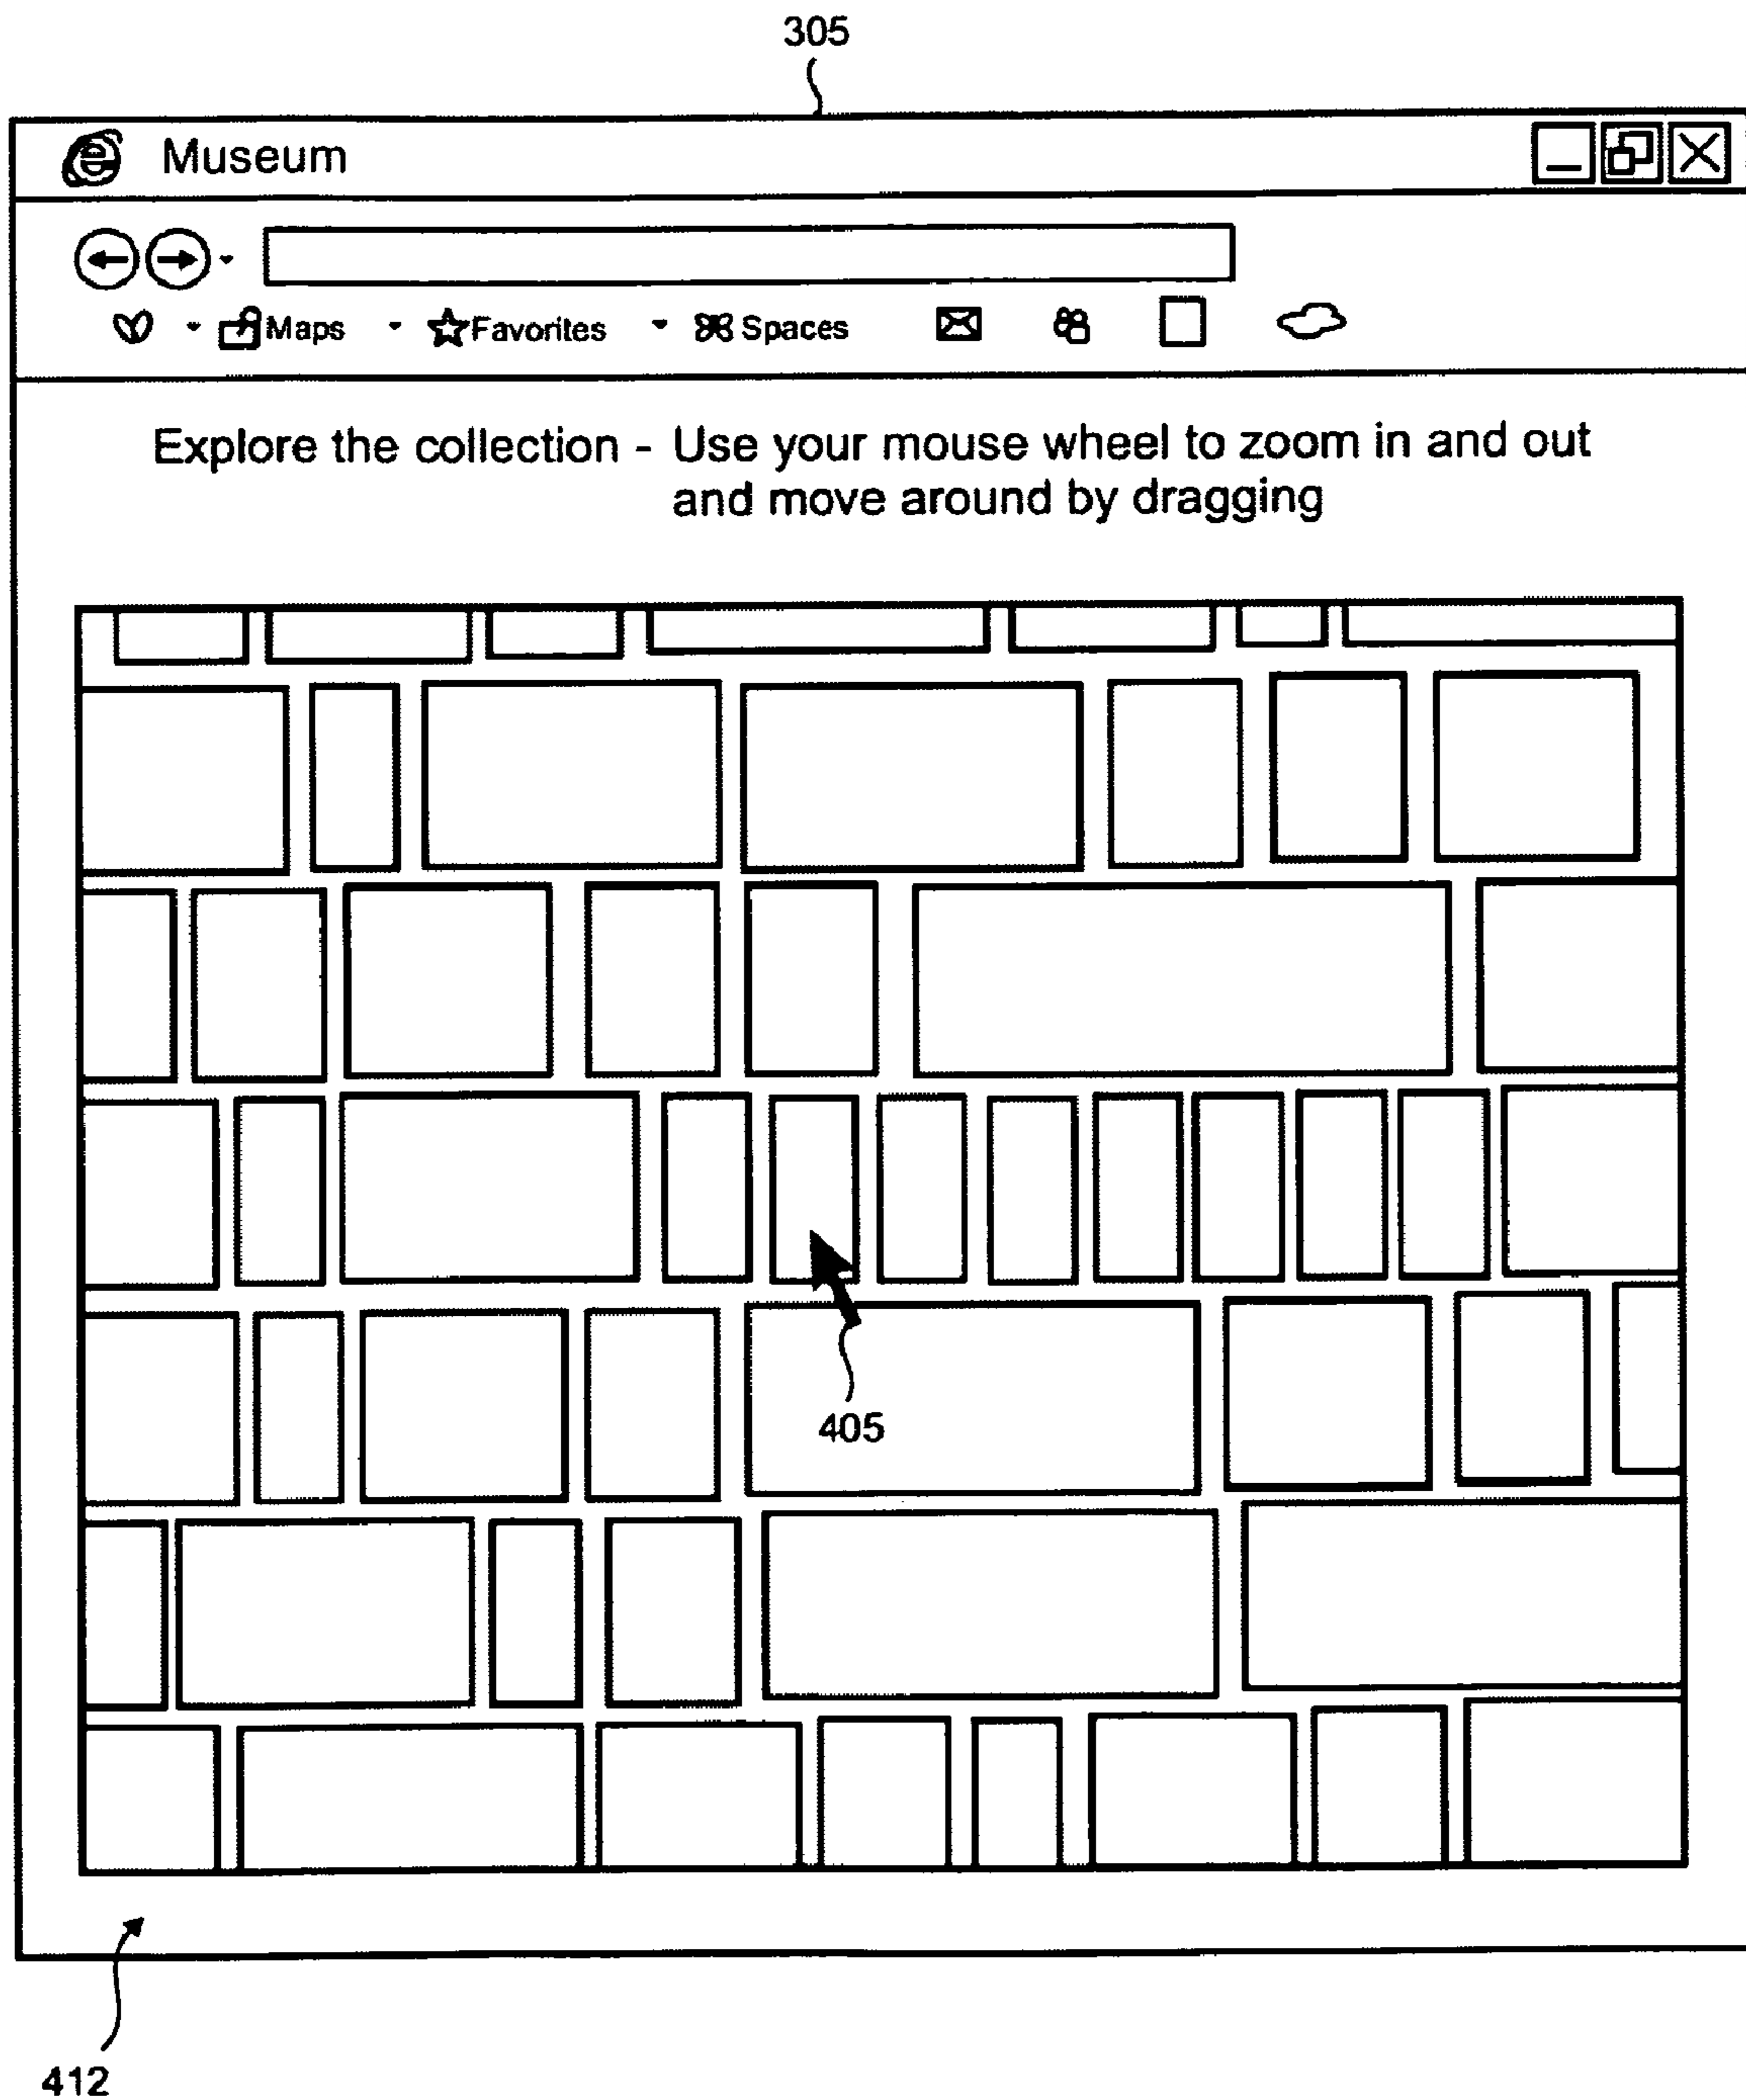 305
Museum
Maps Favorites Spaces
Explore the collection - Use your mouse wheel to zoom in and out
and move around by dragging
405
412